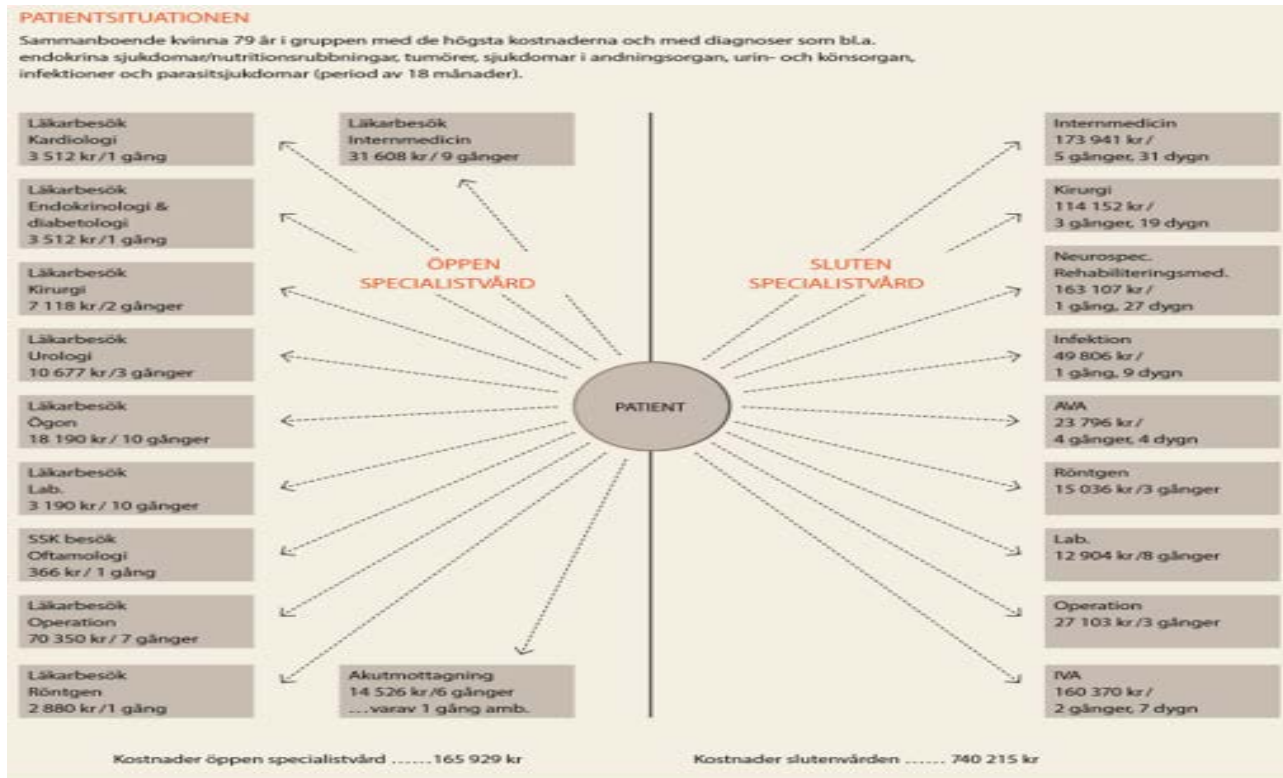 PATIENTSITUATIONEN
Sammanboende kvinna 79 år i gruppen med de högsta kostnaderna och med diagnoser som bl.a.
endokrina sjukdomar/nutritionsrubbningar, tumörer, sjukdomar i andningsorgan, urin- och könsorgan,
infektioner och parasitsjukdomar (period av 18 månader).
Läkarbesök
Kardiologi
3 512 kr/1 gång
Läkarbesök
Endokrinologi &
diabetologi
3 512 kr/1 gång
Läkarbesök
Kirurgi
7 118 kr/2 gånger
Läkarbesök
Urologi
10 677 kr/3 gånger
Läkarbesök
Ögon
18 190 kr/ 10 gånger
Läkarbesök
Lab.
3 190 kr/ 10 gånger
SSK besök
Oftamologi
366 kr/ 1 gång
Läkarbesök
Operation
70 350 kr/ 7 gånger
Läkarbesök
Röntgen
2 880 kr/1 gång
Läkarbesök
Internmedicin
31 608 kr/ 9 gånger
ÖPPEN
SPECIALISTVÅRD
Akutmottagning
14 526 kr/6 gånger
...varav 1 gång amb.
PATIENT
SLUTEN
SPECIALISTVÅRD
Internmedicin
173 941 kr/
5 gånger, 31 dygn
Kirurgi
114 152 kr/
3 gånger, 19 dygn
Neurospec.
Rehabiliteringsmed.
163 107 kr/
1 gång, 27 dygn
Infektion
49 806 kr/
1 gång, 9 dygn
AVA
23 796 kr/
4 gånger, 4 dygn
Röntgen
15 036 kr/3 gånger
Lab.
12 904 kr/8 gånger
Operation
27 103 kr/3 gånger
IVA
160 370 kr/
2 gånger, 7 dygn
Kostnader öppen specialistvård ......165 929 kr
Kostnader slutenvården ...... 740 215 kr